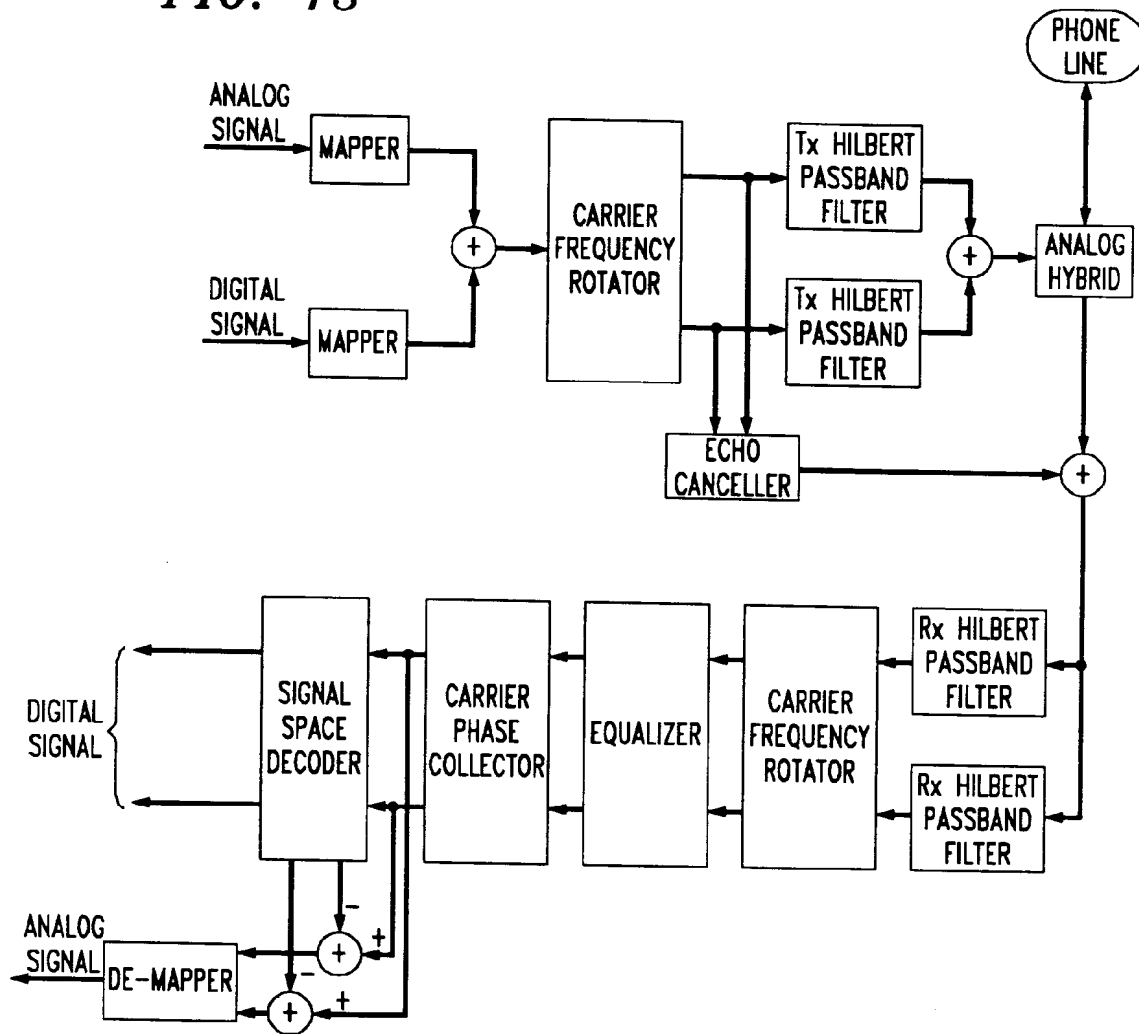 PHONE
LINE
ANALOG
SIGNAL
MAPPER
DIGITAL
SIGNAL
MAPPER
+
CARRIER
FREQUENCY
ROTATOR
Tx HILBERT
PASSBAND
FILTER
Tx HILBERT
PASSBAND
FILTER
+
ANALOG
HYBRID
ECHO
CANCELLER
+
Rx HILBERT
PASSBAND
FILTER
Rx HILBERT
PASSBAND
FILTER
CARRIER
FREQUENCY
ROTATOR
EQUALIZER
CARRIER
PHASE
COLLECTOR
SIGNAL
SPACE
DECODER
DIGITAL
SIGNAL
-
+
+
-
+
+
ANALOG
SIGNAL
DE-MAPPER